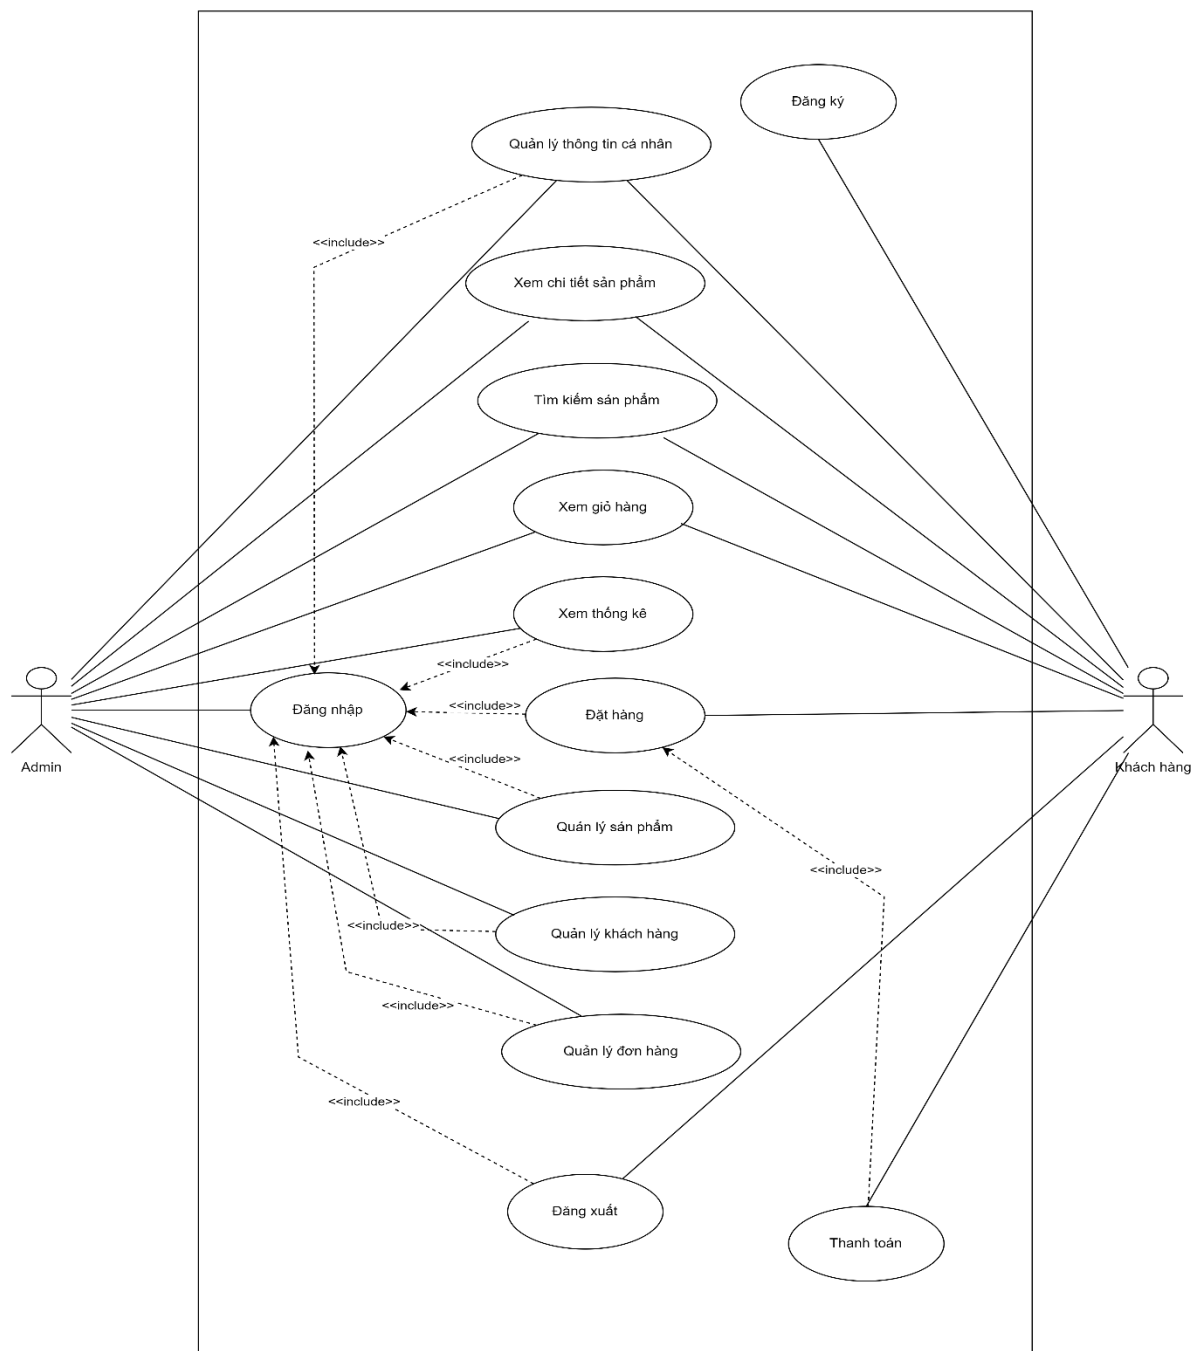 Đăng ký
Quản lý thông tin cá nhân
<<include>>
Xem chi tiết sản phẩm
Tìm kiếm sản phẩm
Xem giỏ hàng
Xem thống kê
<<include>>
Đăng nhập
<<include>>
Đặt hàng
Admin
Khách hàng
<<include>>
Quản lý sản phẩm
<<include>>
<<include>>
Quản lý khách hàng
<<include>>
Quản lý đơn hàng
<<include>>
Đăng xuất
Thanh toán